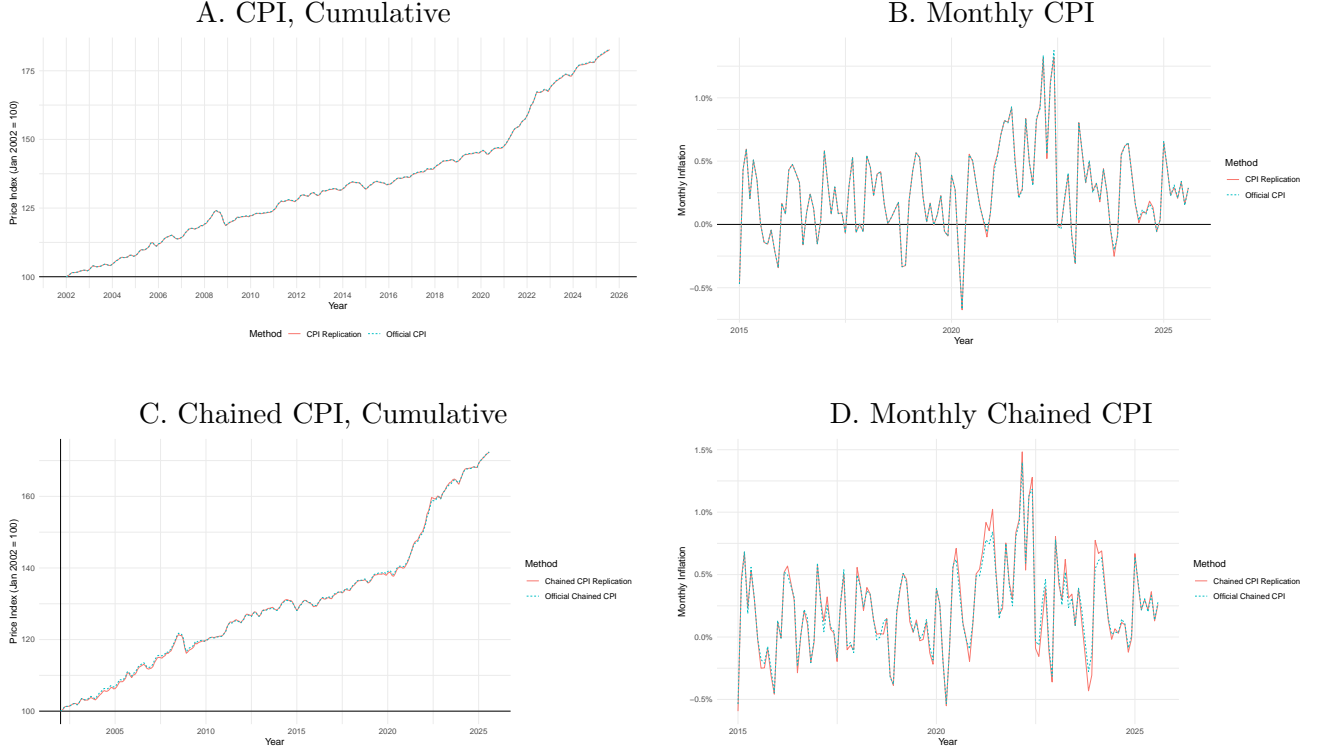 A. CPI, Cumulative
Price Index (Jan 2002 = 100)
175
150
125
100
2002 2004 2006 2008 2010 2012 2014 2016 2018 2020 2022 2024 2026
Year
Method CPI Replication Official CPI
B. Monthly CPI
Monthly Inflation
1.0%
0.5%
0.0%
−0.5%
2015 2020 2025
Year
Method
CPI Replication
Official CPI
C. Chained CPI, Cumulative
Price Index (Jan 2002 = 100)
160
140
120
100
2005 2010 2015 2020 2025
Year
Method
Chained CPI Replication
Official Chained CPI
D. Monthly Chained CPI
Monthly Inflation
1.5%
1.0%
0.5%
0.0%
−0.5%
2015 2020 2025
Year
Method
Chained CPI Replication
Official Chained CPI